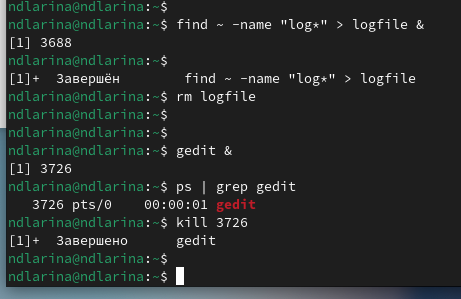 ndlarina@ndlarina:~$
ndlarina@ndlarina:~$ find ~ -name "log*" > logfile &
[1] 3688
ndlarina@ndlarina:~$
[1]+  Завершён        find ~ -name "log*" > logfile
ndlarina@ndlarina:~$ rm logfile
ndlarina@ndlarina:~$
ndlarina@ndlarina:~$
ndlarina@ndlarina:~$ gedit &
[1] 3726
ndlarina@ndlarina:~$ ps | grep gedit
   3726 pts/0    00:00:01 gedit
ndlarina@ndlarina:~$ kill 3726
[1]+  Завершено      gedit
ndlarina@ndlarina:~$
ndlarina@ndlarina:~$